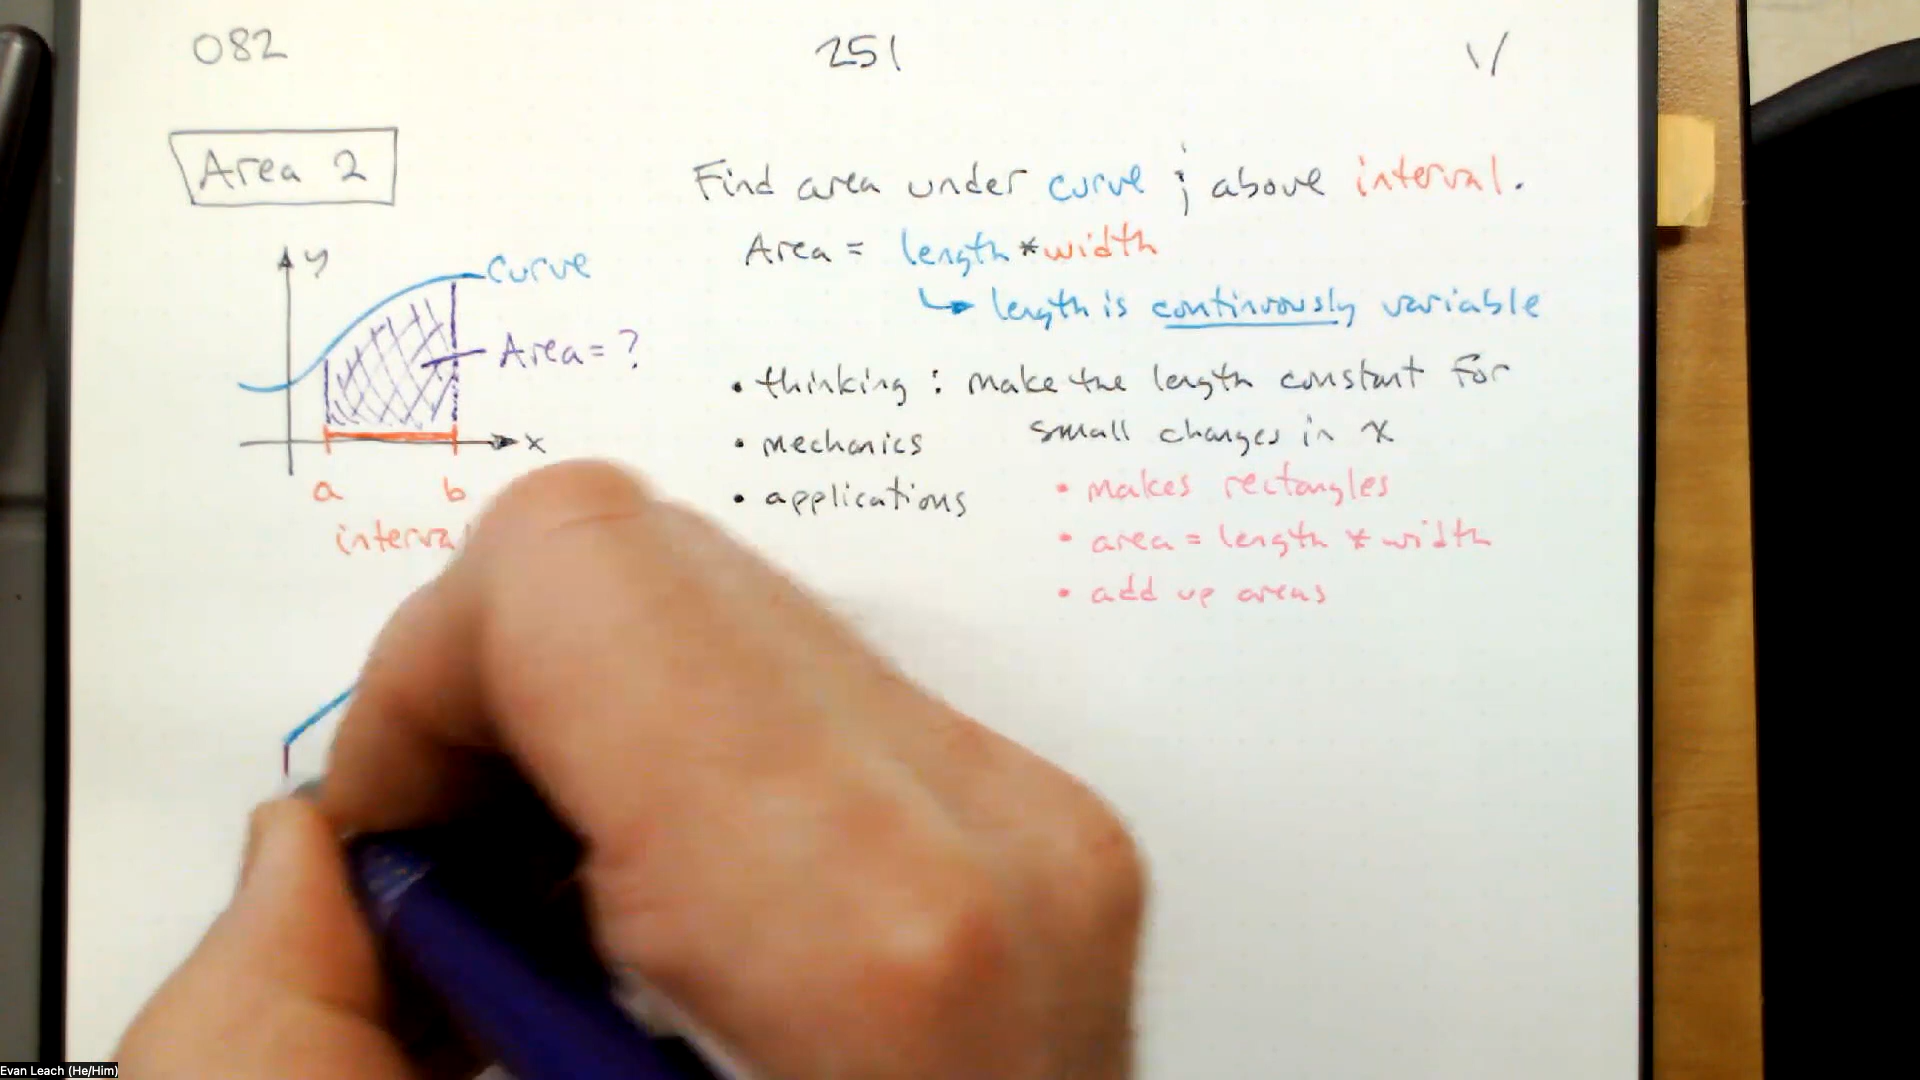 082
251
V
Area 2
Find area under curve & above interval.
y
curve
Area = length * width
length is continuously variable
Area = ?
• thinking : make the length constant for
small changes in x
x
• mechanics
a
b
• applications
• makes rectangles
interval
• area = length * width
• add up areas
Evan Leach (He/Him)